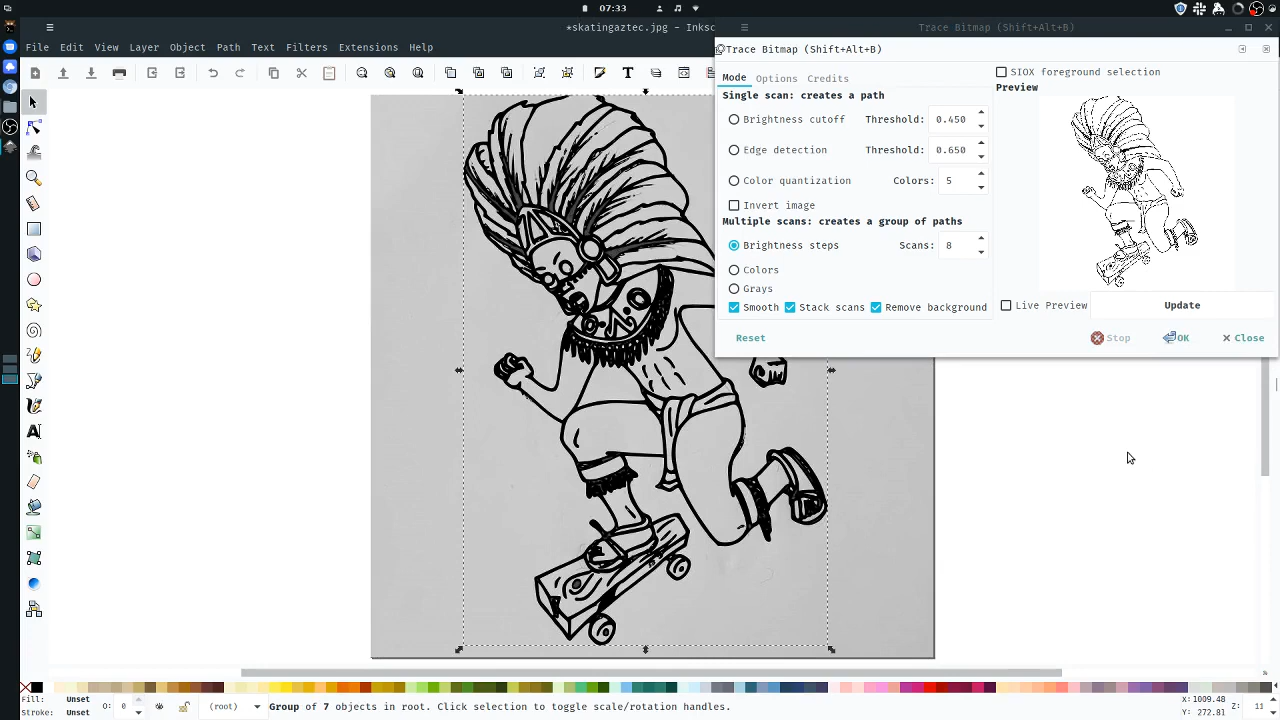 07:33
*skatingaztec.jpg - Inksc
Trace Bitmap (Shift+Alt+B)
File Edit View Layer Object Path Text Filters Extensions Help
Trace Bitmap (Shift+Alt+B)
Mode Options Credits
SIOX foreground selection
Preview
Single scan: creates a path
Brightness cutoff Threshold: 0.450
Edge detection Threshold: 0.650
Color quantization Colors: 5
Invert image
Multiple scans: creates a group of paths
Brightness steps Scans: 8
Colors
Grays
Smooth Stack scans Remove background
Live Preview Update
Reset Stop OK Close
Fill: Unset
Stroke: Unset
O: 0
(root)
Group of 7 objects in root. Click selection to toggle scale/rotation handles.
X:1009.48
Y: 272.81
Z: 11